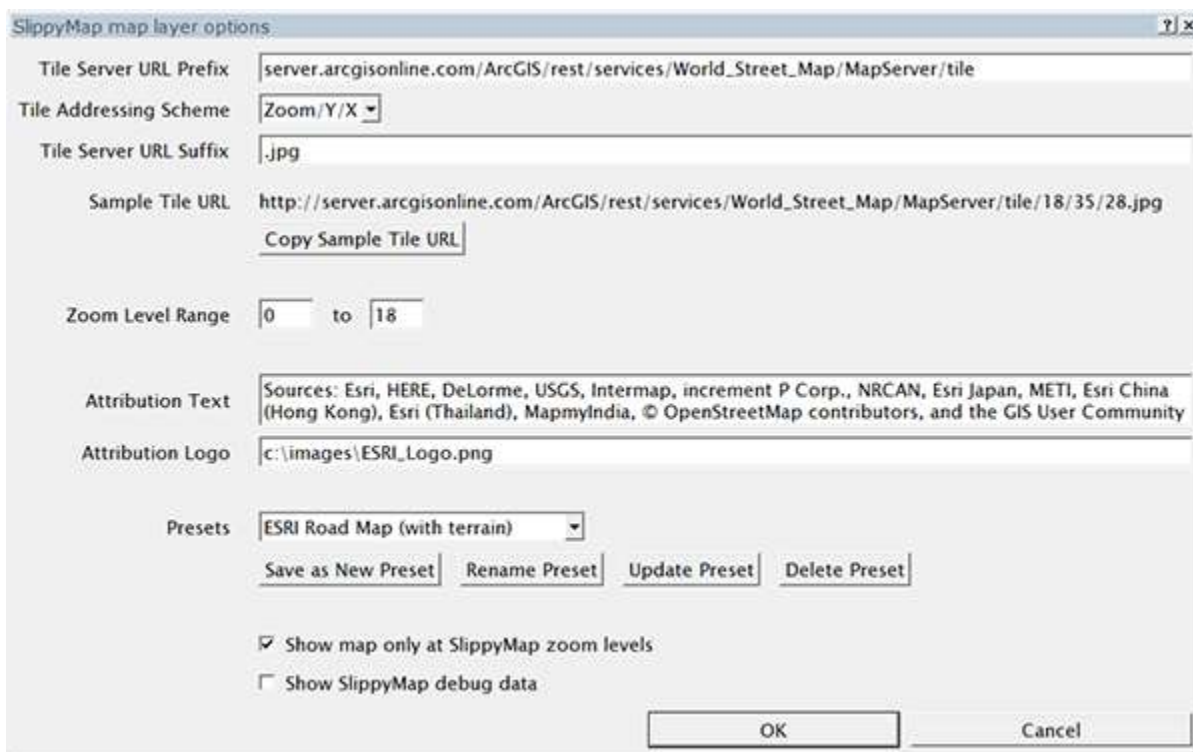 SlippyMap map layer options ? x
Tile Server URL Prefix server.arcgisonline.com/ArcGIS/rest/services/World_Street_Map/MapServer/tile
Tile Addressing Scheme Zoom/Y/X
Tile Server URL Suffix .jpg
Sample Tile URL http://server.arcgisonline.com/ArcGIS/rest/services/World_Street_Map/MapServer/tile/18/35/28.jpg
Copy Sample Tile URL
Zoom Level Range 0 to 18
Attribution Text Sources: Esri, HERE, DeLorme, USGS, Intermap, increment P Corp., NRCAN, Esri Japan, METI, Esri China
(Hong Kong), Esri (Thailand), MapmyIndia, © OpenStreetMap contributors, and the GIS User Community
Attribution Logo c:\images\ESRI_Logo.png
Presets ESRI Road Map (with terrain)
Save as New Preset Rename Preset Update Preset Delete Preset
Show map only at SlippyMap zoom levels
Show SlippyMap debug data
OK Cancel